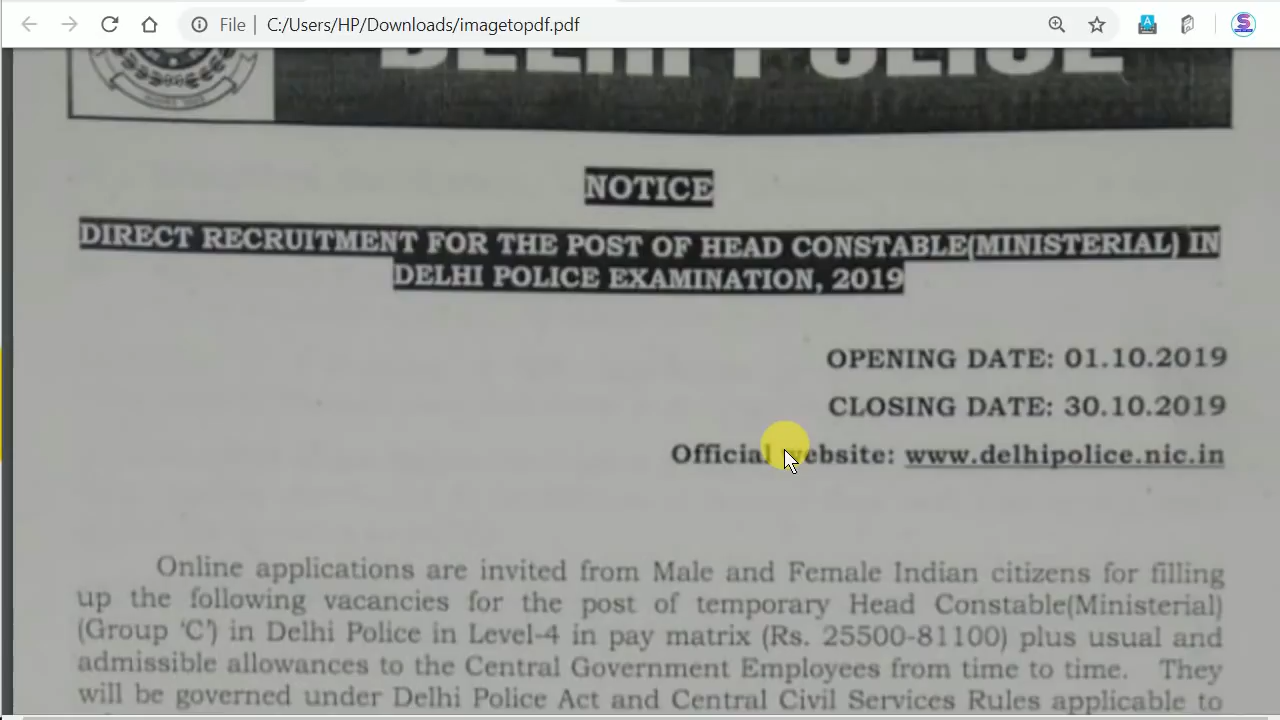 File
C:/Users/HP/Downloads/imagetopdf.pdf
DELHI POLICE
NOTICE
DIRECT RECRUITMENT FOR THE POST OF HEAD CONSTABLE(MINISTERIAL) IN
DELHI POLICE EXAMINATION, 2019
OPENING DATE: 01.10.2019
CLOSING DATE: 30.10.2019
Official website: www.delhipolice.nic.in
Online applications are invited from Male and Female Indian citizens for filling
up the following vacancies for the post of temporary Head Constable(Ministerial)
(Group ‘C’) in Delhi Police in Level-4 in pay matrix (Rs. 25500-81100) plus usual and
admissible allowances to the Central Government Employees from time to time. They
will be governed under Delhi Police Act and Central Civil Services Rules applicable to